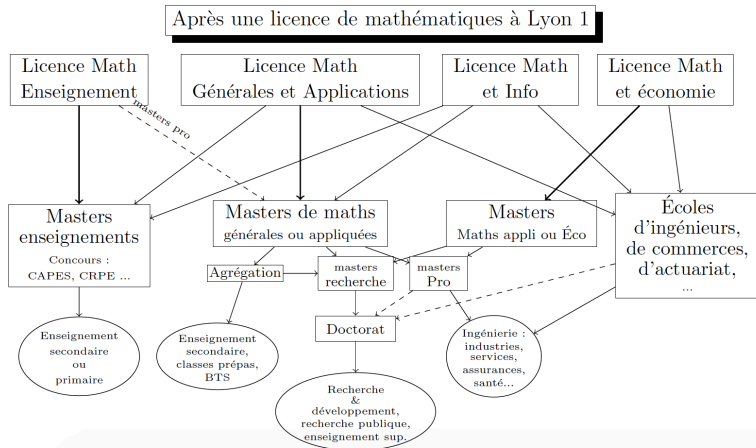 Après une licence de mathématiques à Lyon 1
Licence Math
Enseignement
Licence Math
Générales et Applications
Licence Math
et Info
Licence Math
et économie
masters pro
Masters
enseignements
Concours :
CAPES, CRPE ...
Masters de maths
générales ou appliquées
Masters
Maths appli ou Éco
Écoles
d'ingénieurs,
de commerces,
d'actuariat,
...
Agrégation
masters
recherche
masters
Pro
Doctorat
Enseignement
secondaire
ou
primaire
Enseignement
secondaire,
classes prépas,
BTS
Ingénierie :
industries,
services,
assurances,
santé...
Recherche
&
développement,
recherche publique,
enseignement sup.